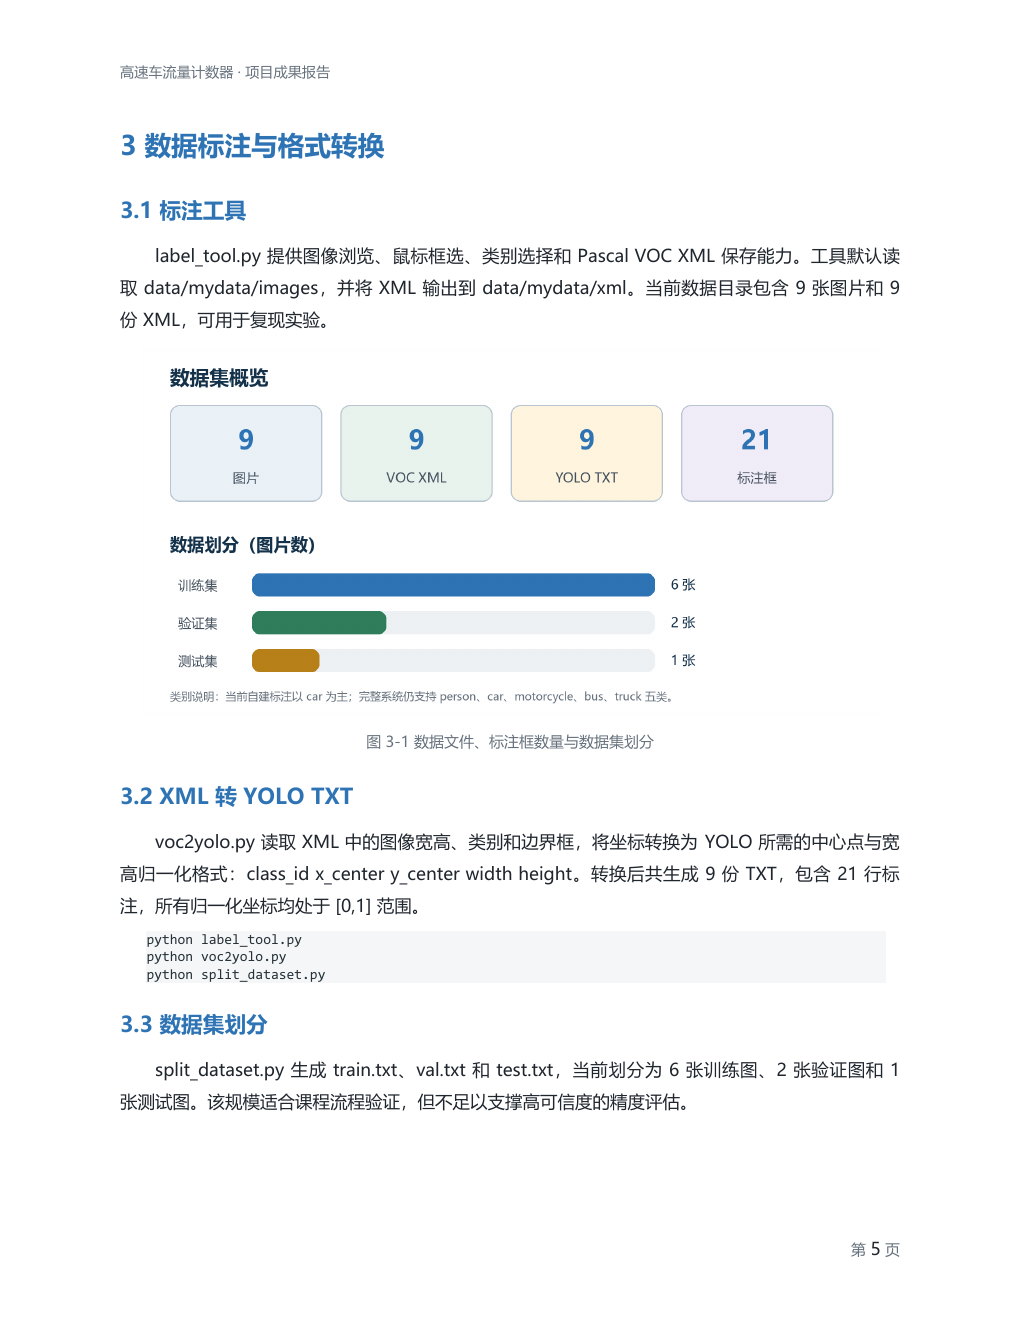 高速车流量计数器 · 项目成果报告
3 数据标注与格式转换
3.1 标注工具
label_tool.py 提供图像浏览、鼠标框选、类别选择和 Pascal VOC XML 保存能力。工具默认读
取 data/mydata/images，并将 XML 输出到 data/mydata/xml。当前数据目录包含 9 张图片和 9
份 XML，可用于复现实验。
数据集概览
9
图片
9
VOC XML
9
YOLO TXT
21
标注框
数据划分（图片数）
训练集 6 张
验证集 2 张
测试集 1 张
类别说明：当前自建标注以 car 为主；完整系统仍支持 person、car、motorcycle、bus、truck 五类。
图 3-1 数据文件、标注框数量与数据集划分
3.2 XML 转 YOLO TXT
voc2yolo.py 读取 XML 中的图像宽高、类别和边界框，将坐标转换为 YOLO 所需的中心点与宽
高归一化格式：class_id x_center y_center width height。转换后共生成 9 份 TXT，包含 21 行标
注，所有归一化坐标均处于 [0,1] 范围。
python label_tool.py
python voc2yolo.py
python split_dataset.py
3.3 数据集划分
split_dataset.py 生成 train.txt、val.txt 和 test.txt，当前划分为 6 张训练图、2 张验证图和 1
张测试图。该规模适合课程流程验证，但不足以支撑高可信度的精度评估。
第 5 页